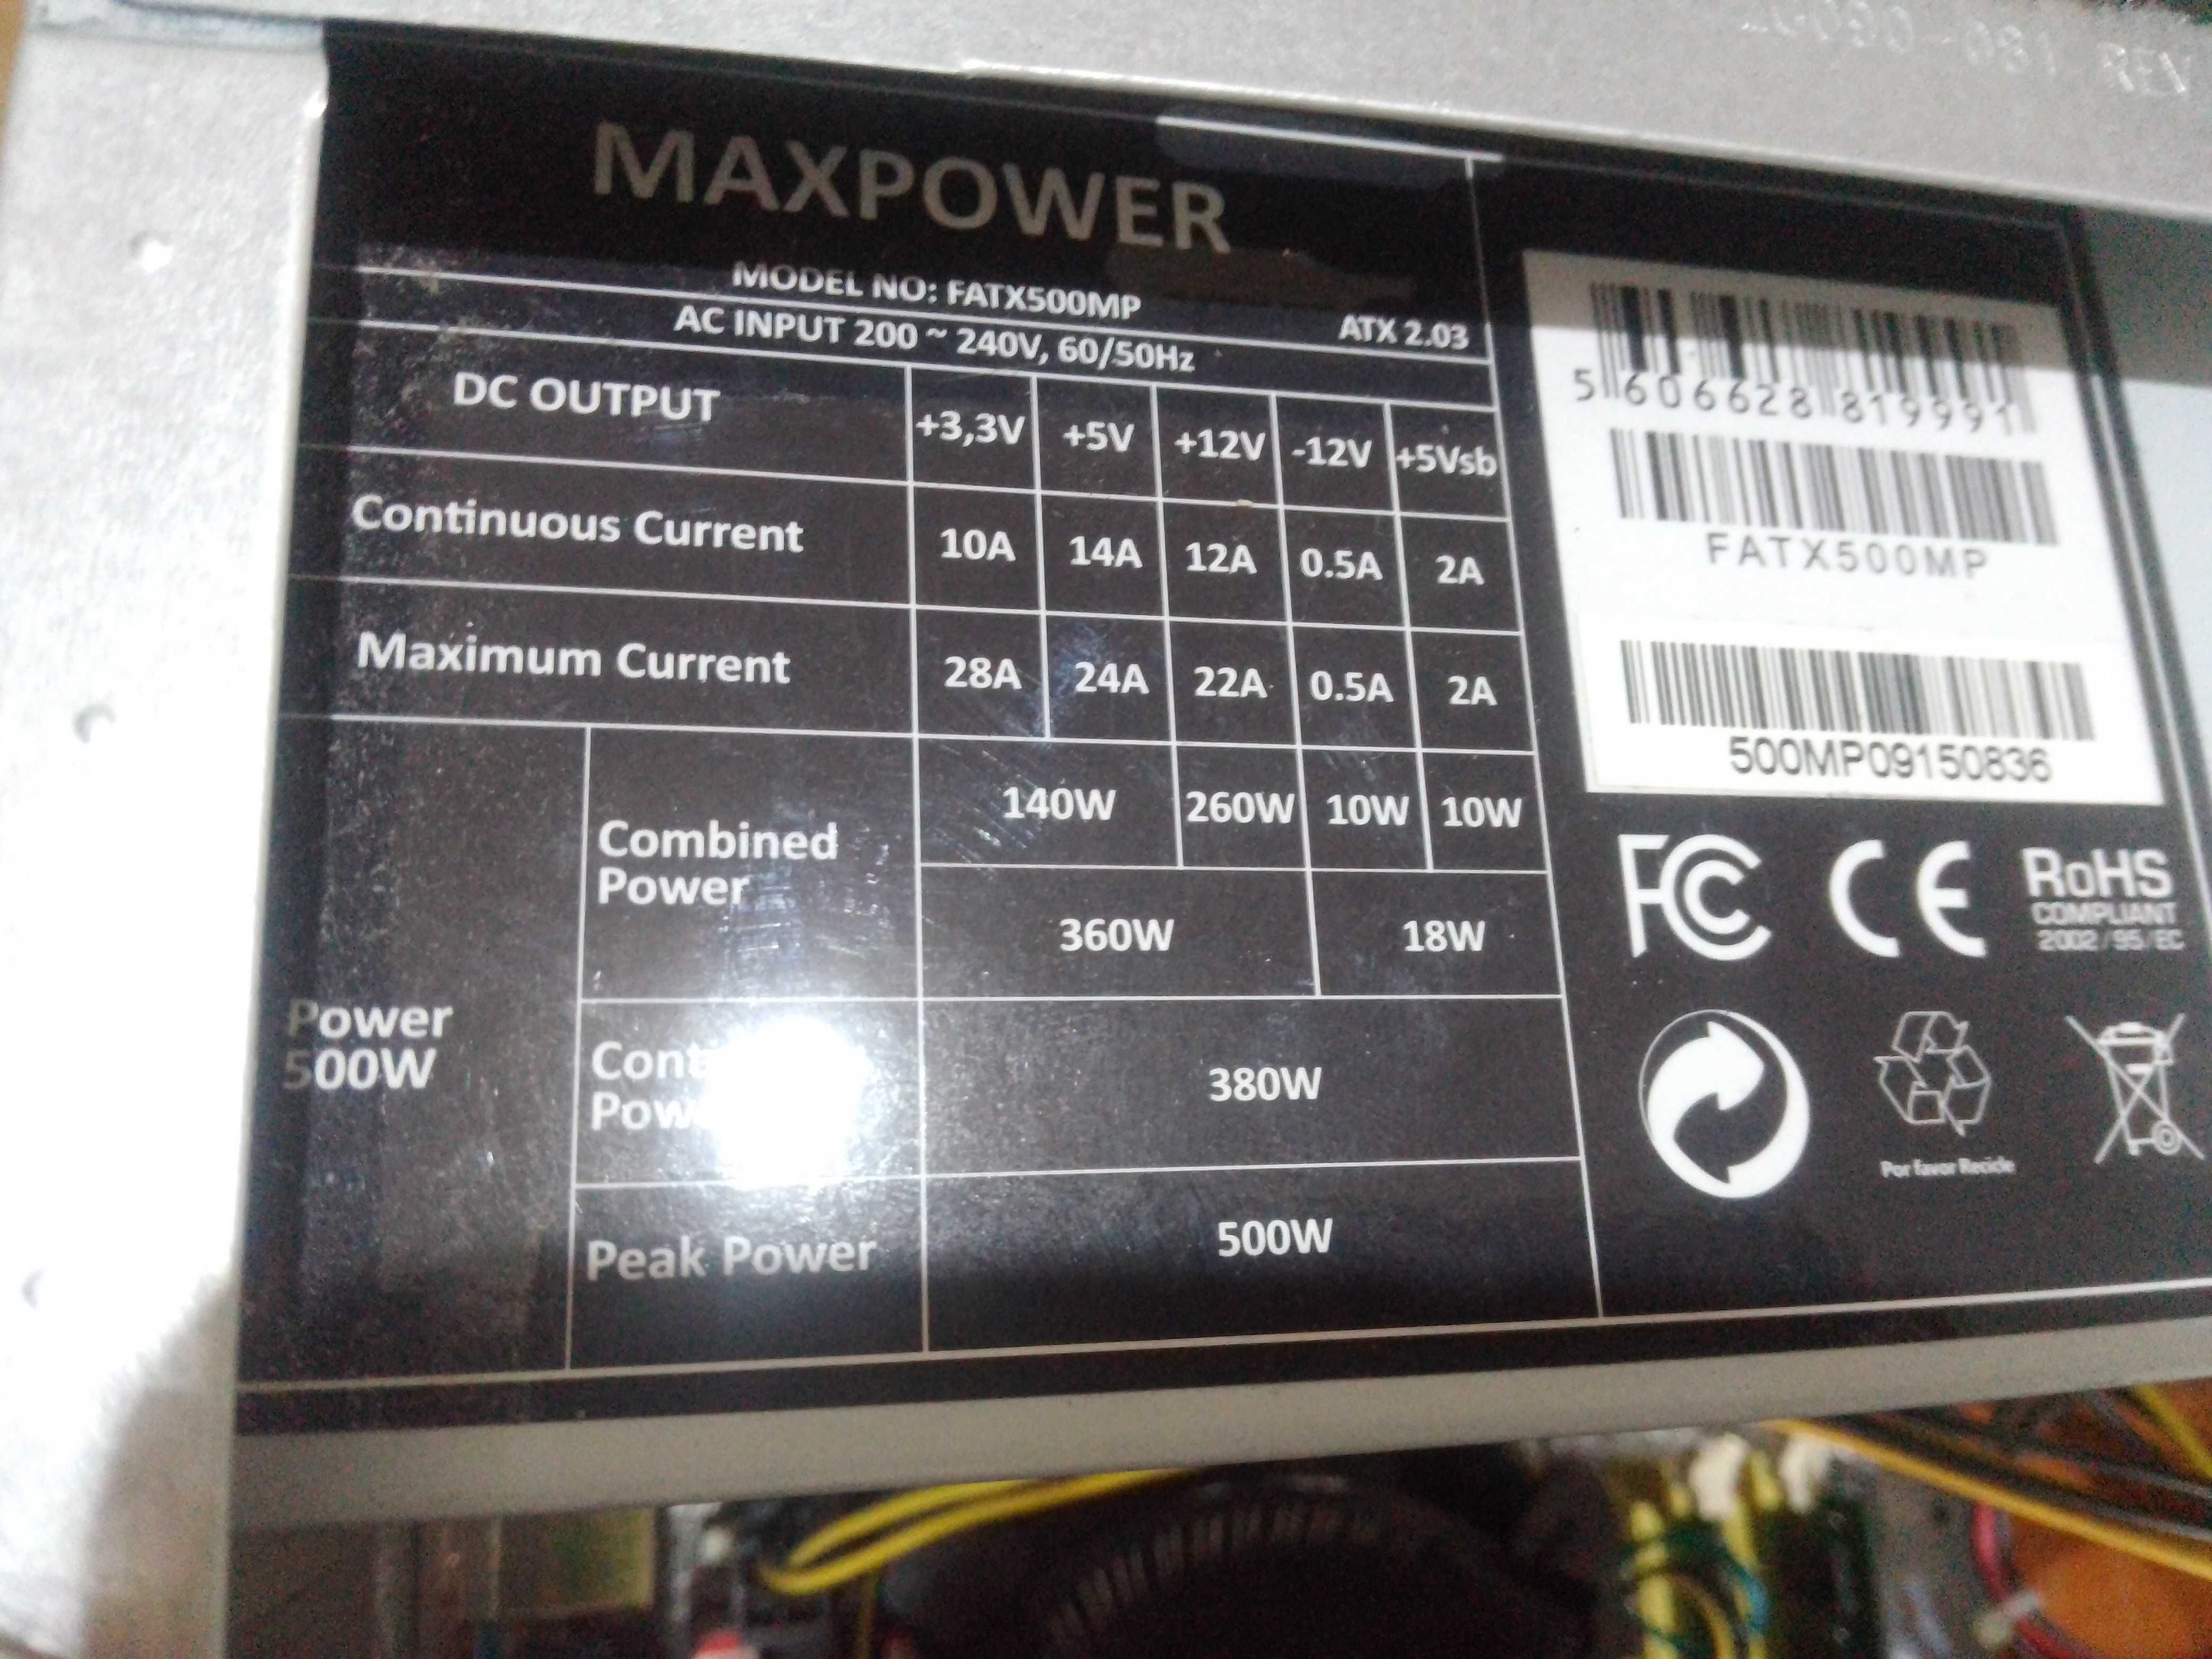 MAXPOWER
MODEL NO: FATX500MP
ATX 2.03
AC INPUT 200 ~ 240V, 60/50Hz
DC OUTPUT +3,3V +5V +12V -12V +5Vsb
Continuous Current 10A 14A 12A 0.5A 2A
Maximum Current 28A 24A 22A 0.5A 2A
Power
500W
Combined
Power
140W 260W 10W 10W
360W 18W
380W
Peak Power 500W
5 606628 819991
FATX500MP
500MP09150836
FC CE RoHS
COMPLIANT
2002/95/EC
Por favor Recicle